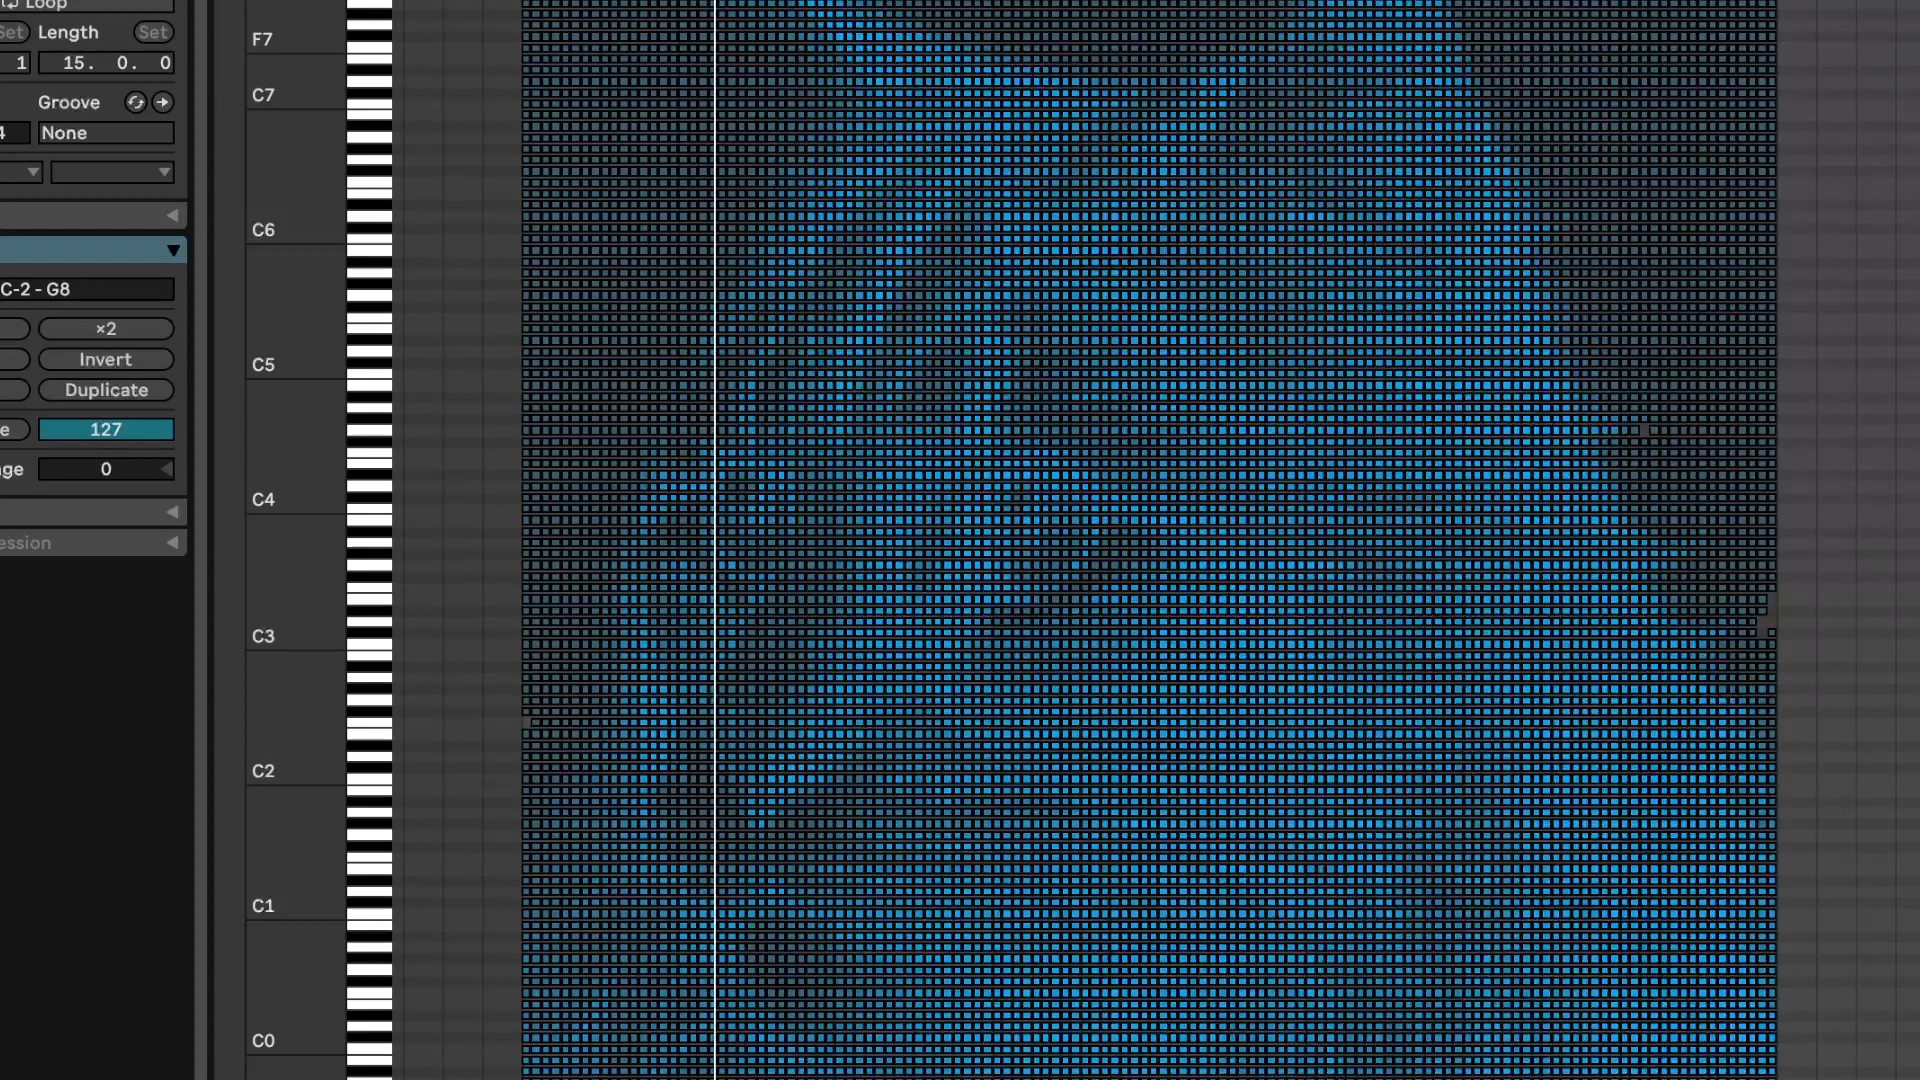 Loop
Set Length Set
1 15. 0. 0
Groove
4 None
C-2 - G8
×2
Invert
Duplicate
e 127
ge 0
ession
F7
C7
C6
C5
C4
C3
C2
C1
C0